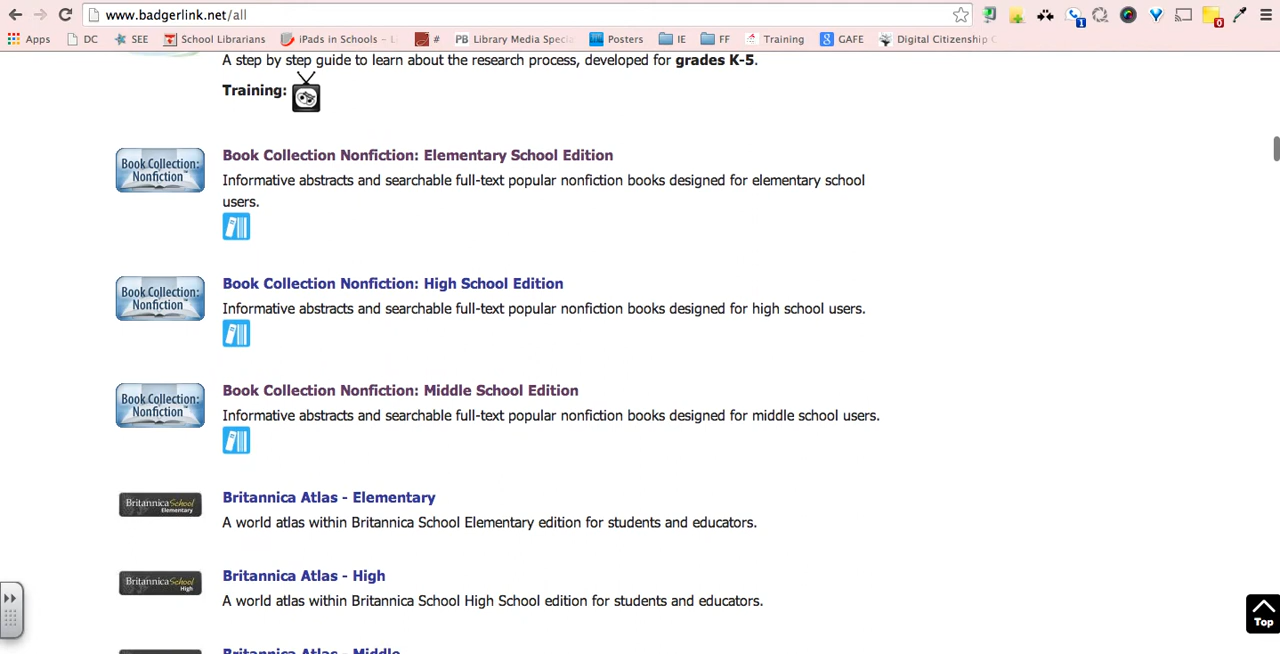 www.badgerlink.net/all
Apps DC SEE School Librarians iPads in Schools - L # PB Library Media Specia Posters IE FF Training GAFE Digital Citizenship C
1
0
A step by step guide to learn about the research process, developed for grades K-5.
Training:
Book Collection: Nonfiction™
Book Collection Nonfiction: Elementary School Edition
Informative abstracts and searchable full-text popular nonfiction books designed for elementary school
users.
Book Collection: Nonfiction™
Book Collection Nonfiction: High School Edition
Informative abstracts and searchable full-text popular nonfiction books designed for high school users.
Book Collection: Nonfiction™
Book Collection Nonfiction: Middle School Edition
Informative abstracts and searchable full-text popular nonfiction books designed for middle school users.
BritannicaSchool Elementary
Britannica Atlas - Elementary
A world atlas within Britannica School Elementary edition for students and educators.
BritannicaSchool High
Britannica Atlas - High
A world atlas within Britannica School High School edition for students and educators.
Top
Britannica Atlas - Middle